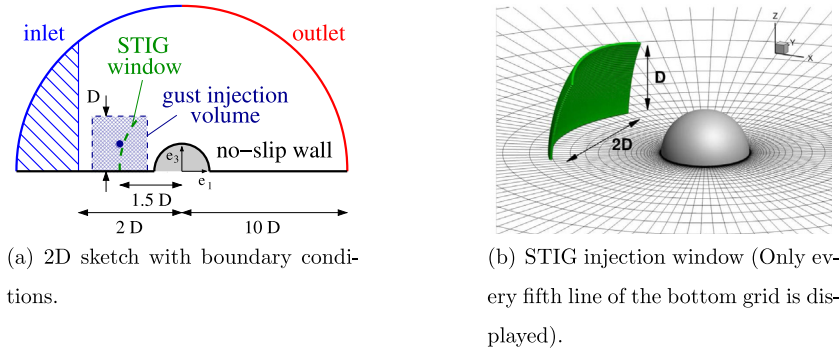 inlet
outlet
STIG
window
D
gust injection
volume
e3
e1
no-slip wall
1.5 D
2 D
10 D
(a) 2D sketch with boundary condi-
tions.
Z
Y
X
D
2D
(b) STIG injection window (Only ev-
ery fifth line of the bottom grid is dis-
played).